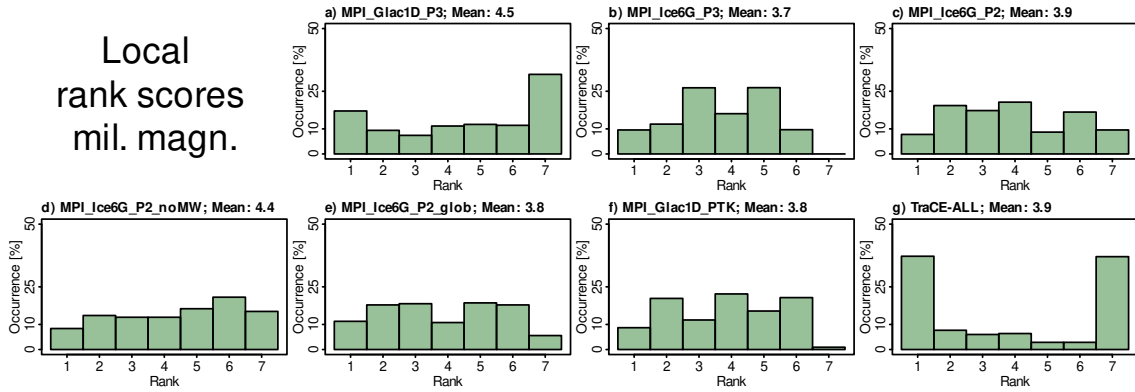 Local
rank scores
mil. magn.
a) MPI_Glac1D_P3; Mean: 4.5
Occurrence [%]
0 10 25 50
1 2 3 4 5 6 7
Rank
b) MPI_Ice6G_P3; Mean: 3.7
Occurrence [%]
0 10 25 50
1 2 3 4 5 6 7
Rank
c) MPI_Ice6G_P2; Mean: 3.9
Occurrence [%]
0 10 25 50
1 2 3 4 5 6 7
Rank
d) MPI_Ice6G_P2_noMW; Mean: 4.4
Occurrence [%]
0 10 25 50
1 2 3 4 5 6 7
Rank
e) MPI_Ice6G_P2_glob; Mean: 3.8
Occurrence [%]
0 10 25 50
1 2 3 4 5 6 7
Rank
f) MPI_Glac1D_PTK; Mean: 3.8
Occurrence [%]
0 10 25 50
1 2 3 4 5 6 7
Rank
g) TraCE-ALL; Mean: 3.9
Occurrence [%]
0 10 25 50
1 2 3 4 5 6 7
Rank